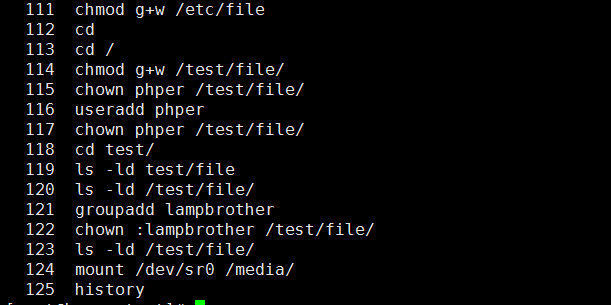 111 chmod g+w /etc/file
112 cd
113 cd /
114 chmod g+w /test/file/
115 chown phper /test/file/
116 useradd phper
117 chown phper /test/file/
118 cd test/
119 ls -ld test/file
120 ls -ld /test/file/
121 groupadd lampbrother
122 chown :lampbrother /test/file/
123 ls -ld /test/file/
124 mount /dev/sr0 /media/
125 history